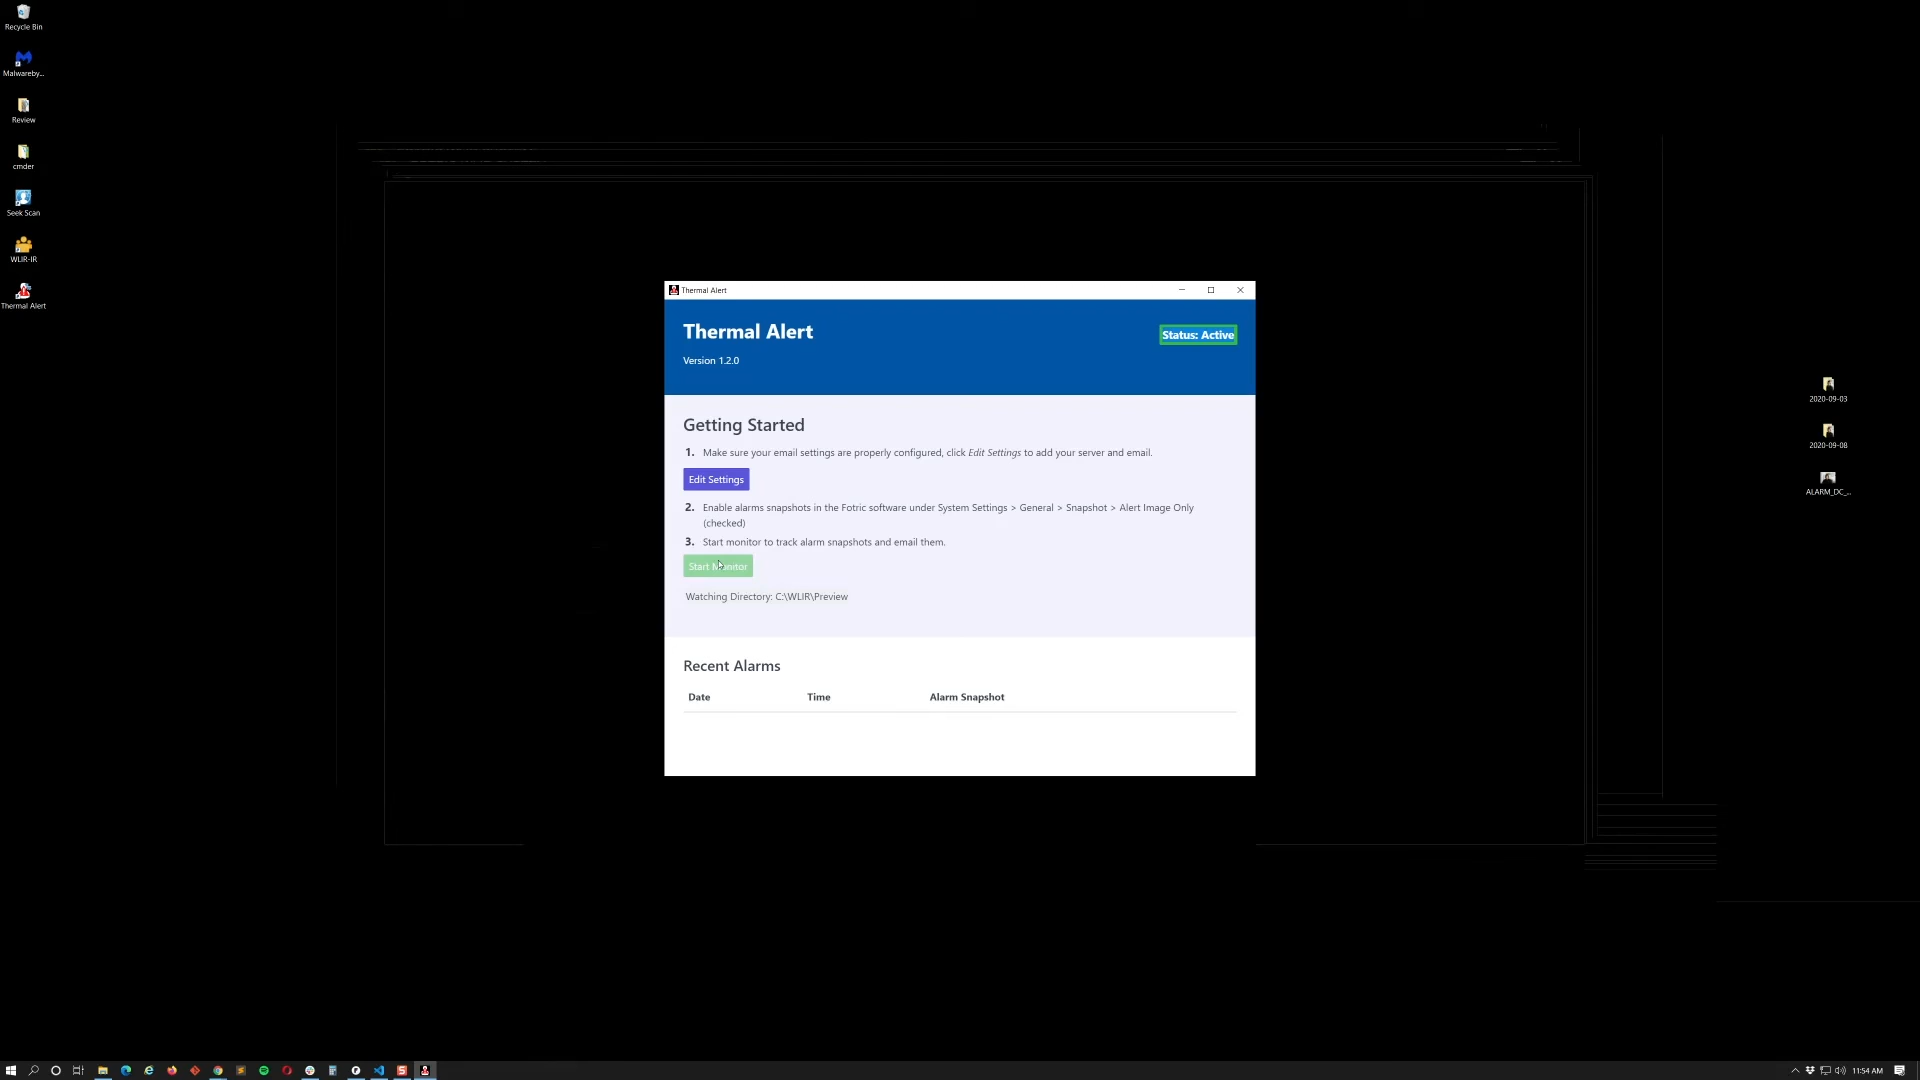 Recycle Bin
Malwareby...
Review
cmder
Seek Scan
WLIR-IR
Thermal Alert
Thermal Alert
Thermal Alert
Status: Active
Version 1.2.0
Getting Started
1. Make sure your email settings are properly configured, click Edit Settings to add your server and email.
Edit Settings
2. Enable alarms snapshots in the Fotric software under System Settings > General > Snapshot > Alert Image Only
(checked)
3. Start monitor to track alarm snapshots and email them.
Start Monitor
Watching Directory: C:\WLIR\Preview
Recent Alarms
Date Time Alarm Snapshot
2020-09-03
2020-09-08
ALARM_DC_...
11:54 AM